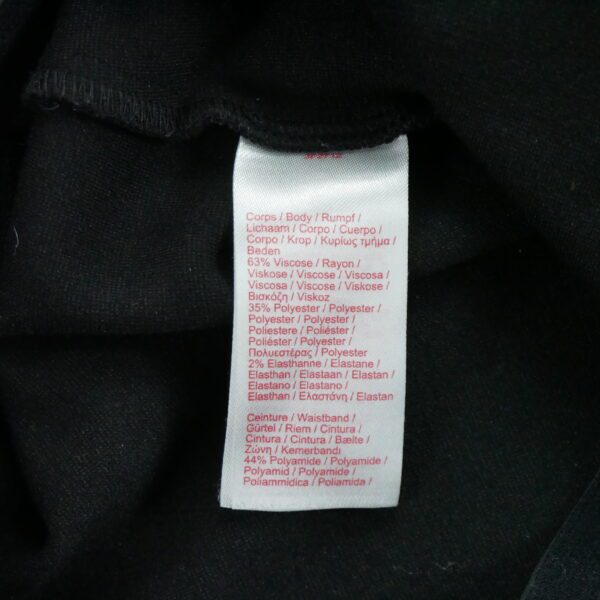 Corps / Body / Rumpf /
Lichaam / Corpo / Cuerpo /
Corpo / Krop / Κυρίως τμήμα /
Beden
63% Viscose / Rayon /
Viskose / Viscose / Viscosa /
Viscosa / Viscose / Viskose /
Βισκόζη / Viskoz
35% Polyester / Polyester /
Polyester / Polyester /
Poliestere / Poliéster /
Poliéster / Polyester /
Πολυεστέρας / Polyester
2% Elasthanne / Elastane /
Elasthan / Elastaan / Elastan /
Elastano / Elastano /
Elasthan / Ελαστάνη / Elastan
Ceinture / Waistband /
Gürtel / Riem / Cintura /
Cintura / Cintura / Bælte /
Ζώνη / Kemerbandı
44% Polyamide / Polyamide /
Polyamid / Polyamide /
Poliammidica / Poliamida /